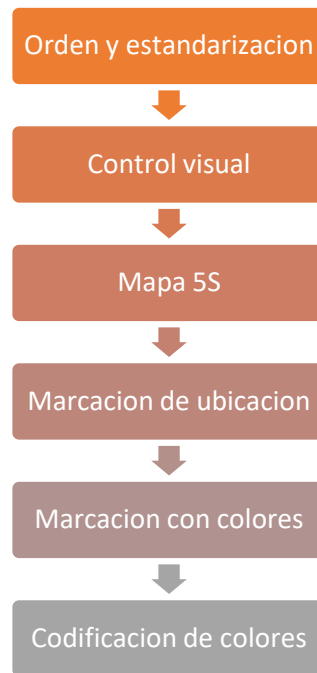 Orden y estandarizacion
Control visual
Mapa 5S
Marcacion de ubicacion
Marcacion con colores
Codificacion de colores